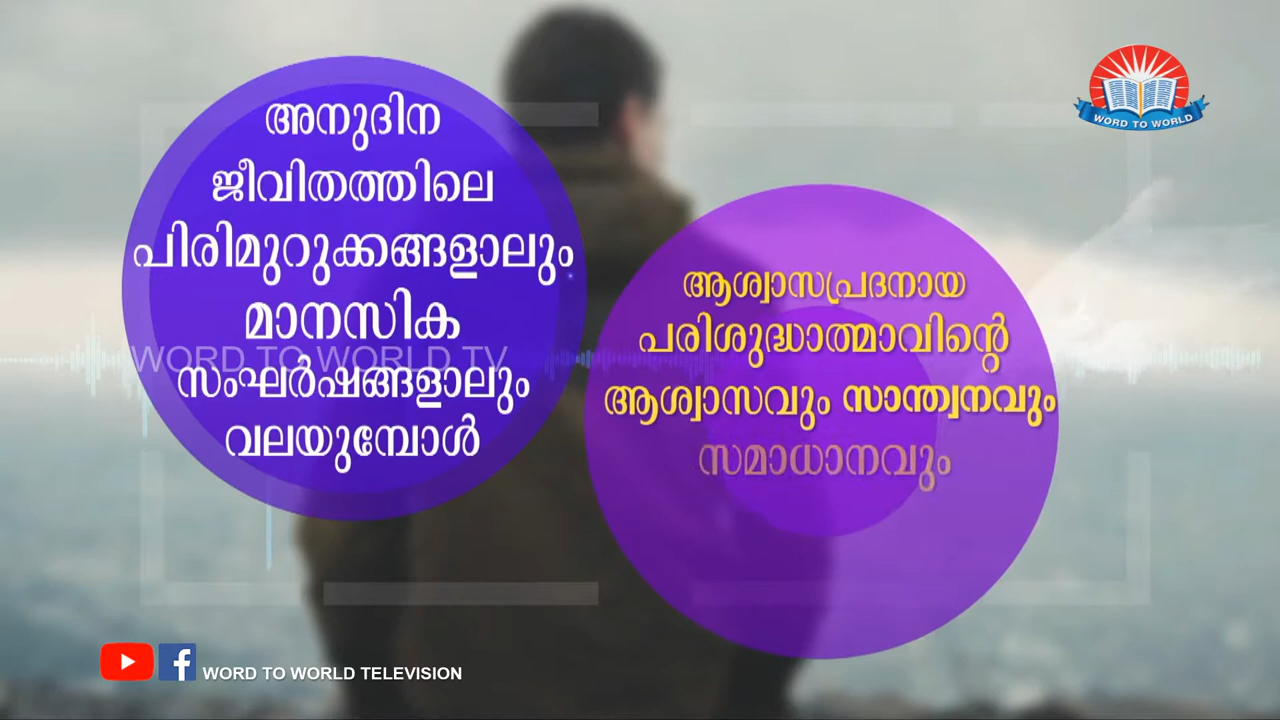 അനുദിന
ജീവിതത്തിലെ
പിരിമുറുക്കങ്ങളാലും
മാനസിക
സംഘർഷങ്ങളാലും
വലയുമ്പോൾ
ആശ്വാസപ്രദനായ
പരിശുദ്ധാത്മാവിന്റെ
ആശ്വാസവും സാന്ത്വനവും
സമാധാനവും
WORD TO WORLD
WORD TO WORLD TV
WORD TO WORLD TELEVISION